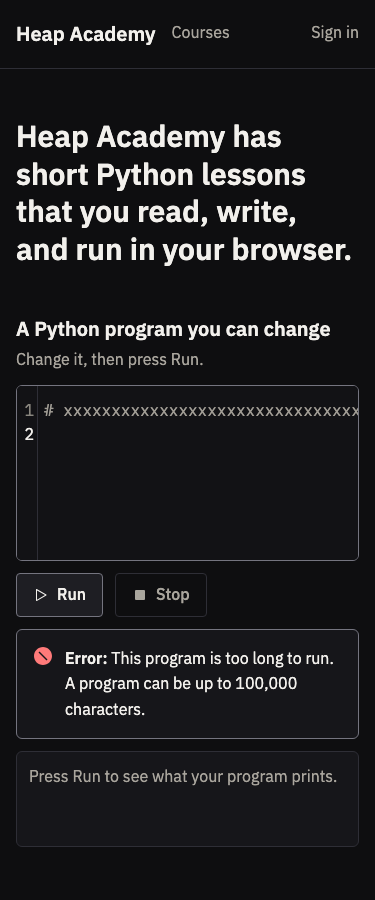 Heap Academy Courses Sign in
Heap Academy has
short Python lessons
that you read, write,
and run in your browser.
A Python program you can change
Change it, then press Run.
1 # xxxxxxxxxxxxxxxxxxxxxxxxxxxxxxx
2
Run Stop
Error: This program is too long to run.
A program can be up to 100,000
characters.
Press Run to see what your program prints.